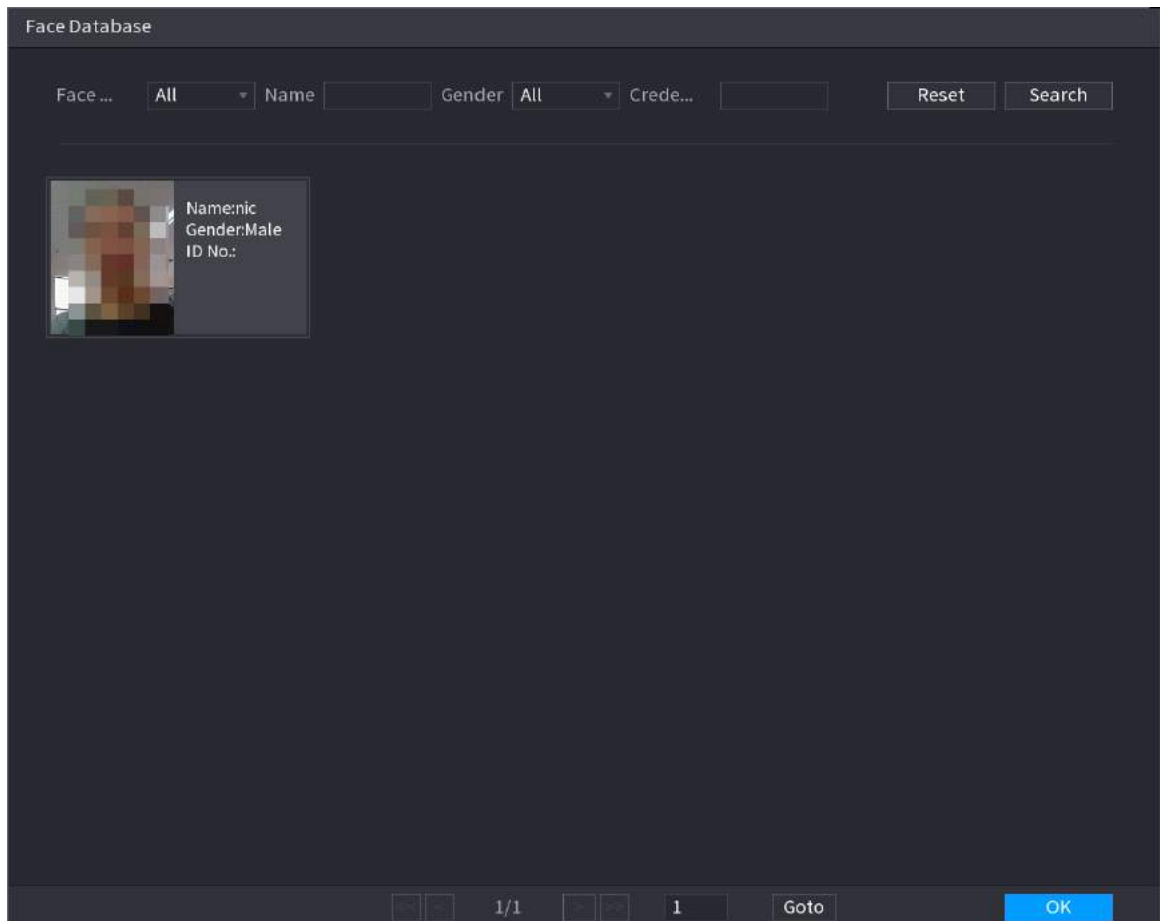 Face Database
Face ... All Name Gender All Crede... Reset Search
Name:nic
Gender:Male
ID No.:
1/1 1 Goto OK